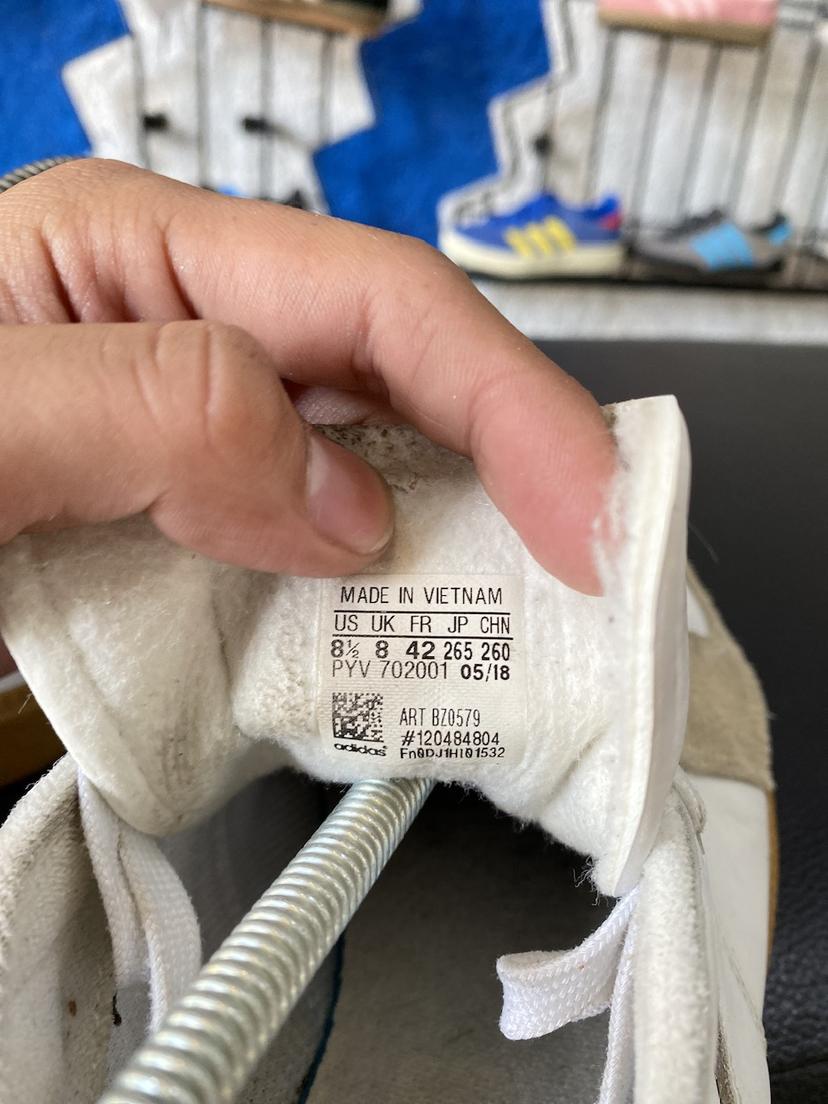 MADE IN VIETNAM
US UK FR JP CHN
8½ 8 42 265 260
PYV 702001 05/18
ART BZ0579
#120484804
adidas®
Fn0DJ1HI01532